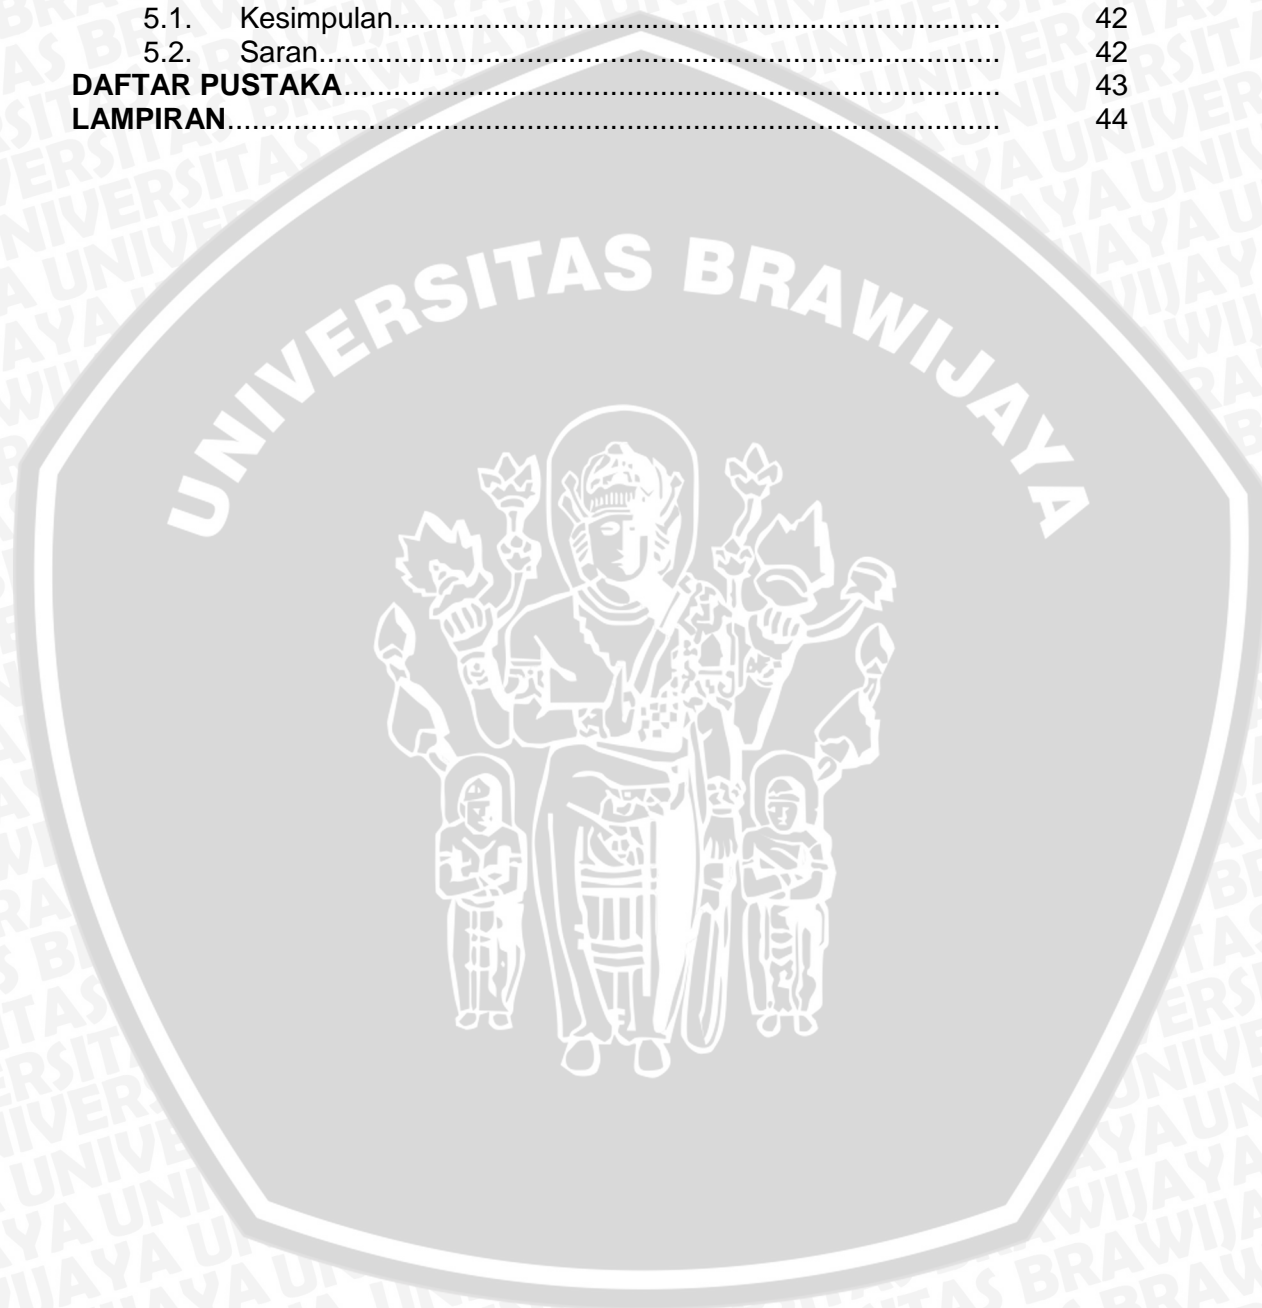 5.1. Kesimpulan........................................................................ 42
5.2. Saran................................................................................. 42
DAFTAR PUSTAKA.............................................................................. 43
LAMPIRAN............................................................................................ 44
UNIVERSITAS BRAWIJAYA